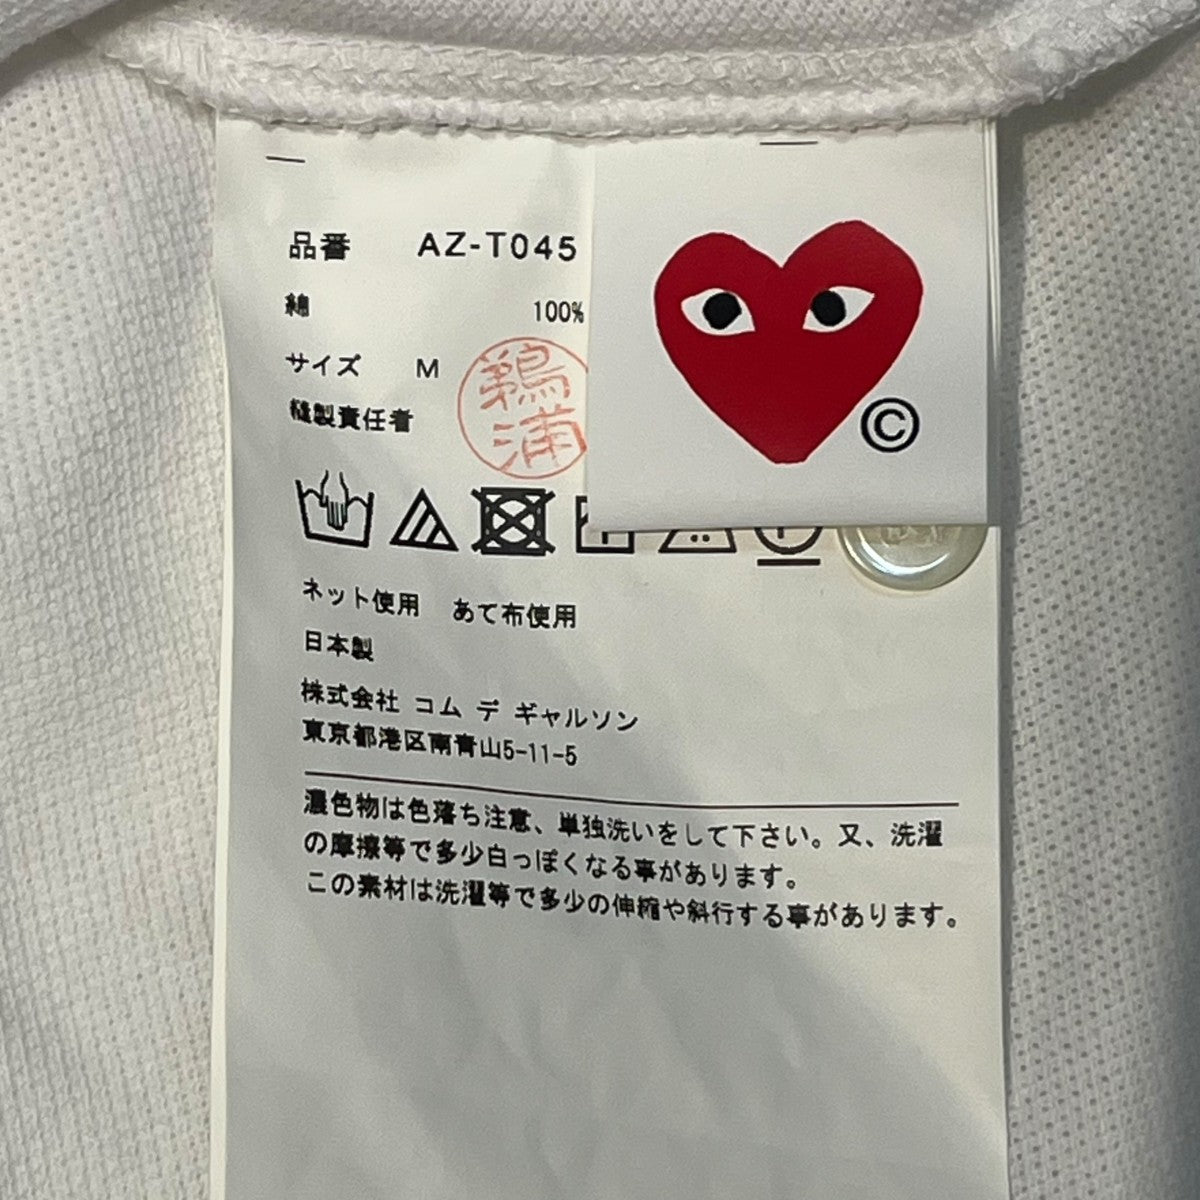 品番 AZ-T045
綿 100%
サイズ M
縫製責任者 鵜浦
©
ネット使用 あて布使用
日本製
株式会社 コム デ ギャルソン
東京都港区南青山5-11-5
濃色物は色落ち注意、単独洗いをして下さい。又、洗濯
の摩擦等で多少白っぽくなる事があります。
この素材は洗濯等で多少の伸縮や斜行する事があります。